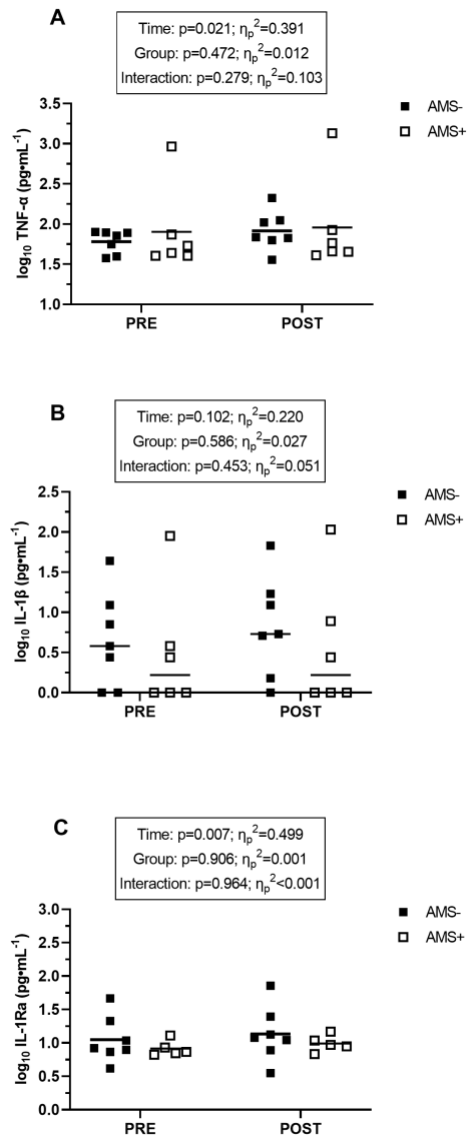 A
Time: p=0.021; ηp²=0.391
Group: p=0.472; ηp²=0.012
Interaction: p=0.279; ηp²=0.103
log₁₀ TNF-α (pg•mL⁻¹)
3.5
3.0
2.5
2.0
1.5
1.0
PRE
POST
AMS-
AMS+
B
Time: p=0.102; ηp²=0.220
Group: p=0.586; ηp²=0.027
Interaction: p=0.453; ηp²=0.051
log₁₀ IL-1β (pg•mL⁻¹)
2.5
2.0
1.5
1.0
0.5
0.0
PRE
POST
AMS-
AMS+
C
Time: p=0.007; ηp²=0.499
Group: p=0.906; ηp²=0.001
Interaction: p=0.964; ηp²<0.001
log₁₀ IL-1Ra (pg•mL⁻¹)
3.0
2.5
2.0
1.5
1.0
0.5
0.0
PRE
POST
AMS-
AMS+